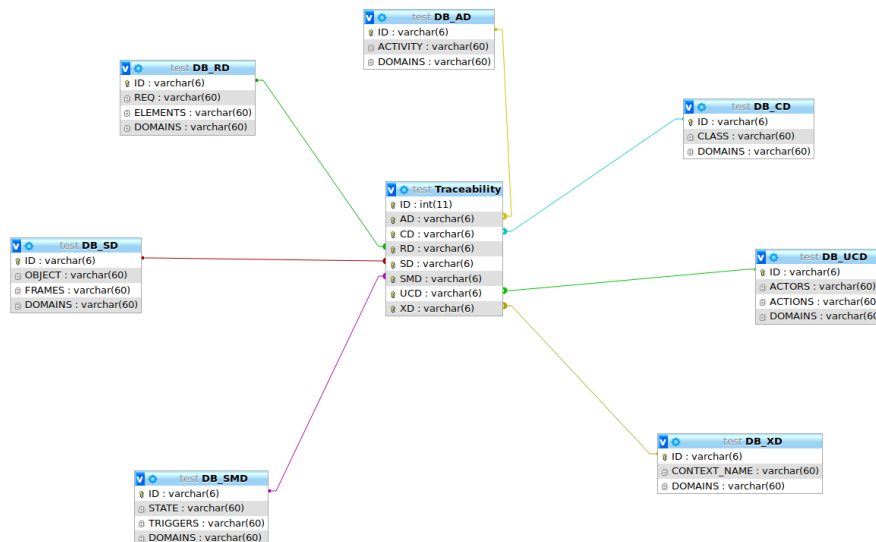 test DB_AD
ID : varchar(6)
ACTIVITY : varchar(60)
DOMAINS : varchar(60)
test DB_RD
ID : varchar(6)
REQ : varchar(60)
ELEMENTS : varchar(60)
DOMAINS : varchar(60)
test DB_CD
ID : varchar(6)
CLASS : varchar(60)
DOMAINS : varchar(60)
test Traceability
ID : int(11)
AD : varchar(6)
CD : varchar(6)
RD : varchar(6)
SD : varchar(6)
SMD : varchar(6)
UCD : varchar(6)
XD : varchar(6)
test DB_SD
ID : varchar(6)
OBJECT : varchar(60)
FRAMES : varchar(60)
DOMAINS : varchar(60)
test DB_UCD
ID : varchar(6)
ACTORS : varchar(60)
ACTIONS : varchar(60
DOMAINS : varchar(60
test DB_XD
ID : varchar(6)
CONTEXT_NAME : varchar(60)
DOMAINS : varchar(60)
test DB_SMD
ID : varchar(6)
STATE : varchar(60)
TRIGGERS : varchar(60)
DOMAINS : varchar(60)